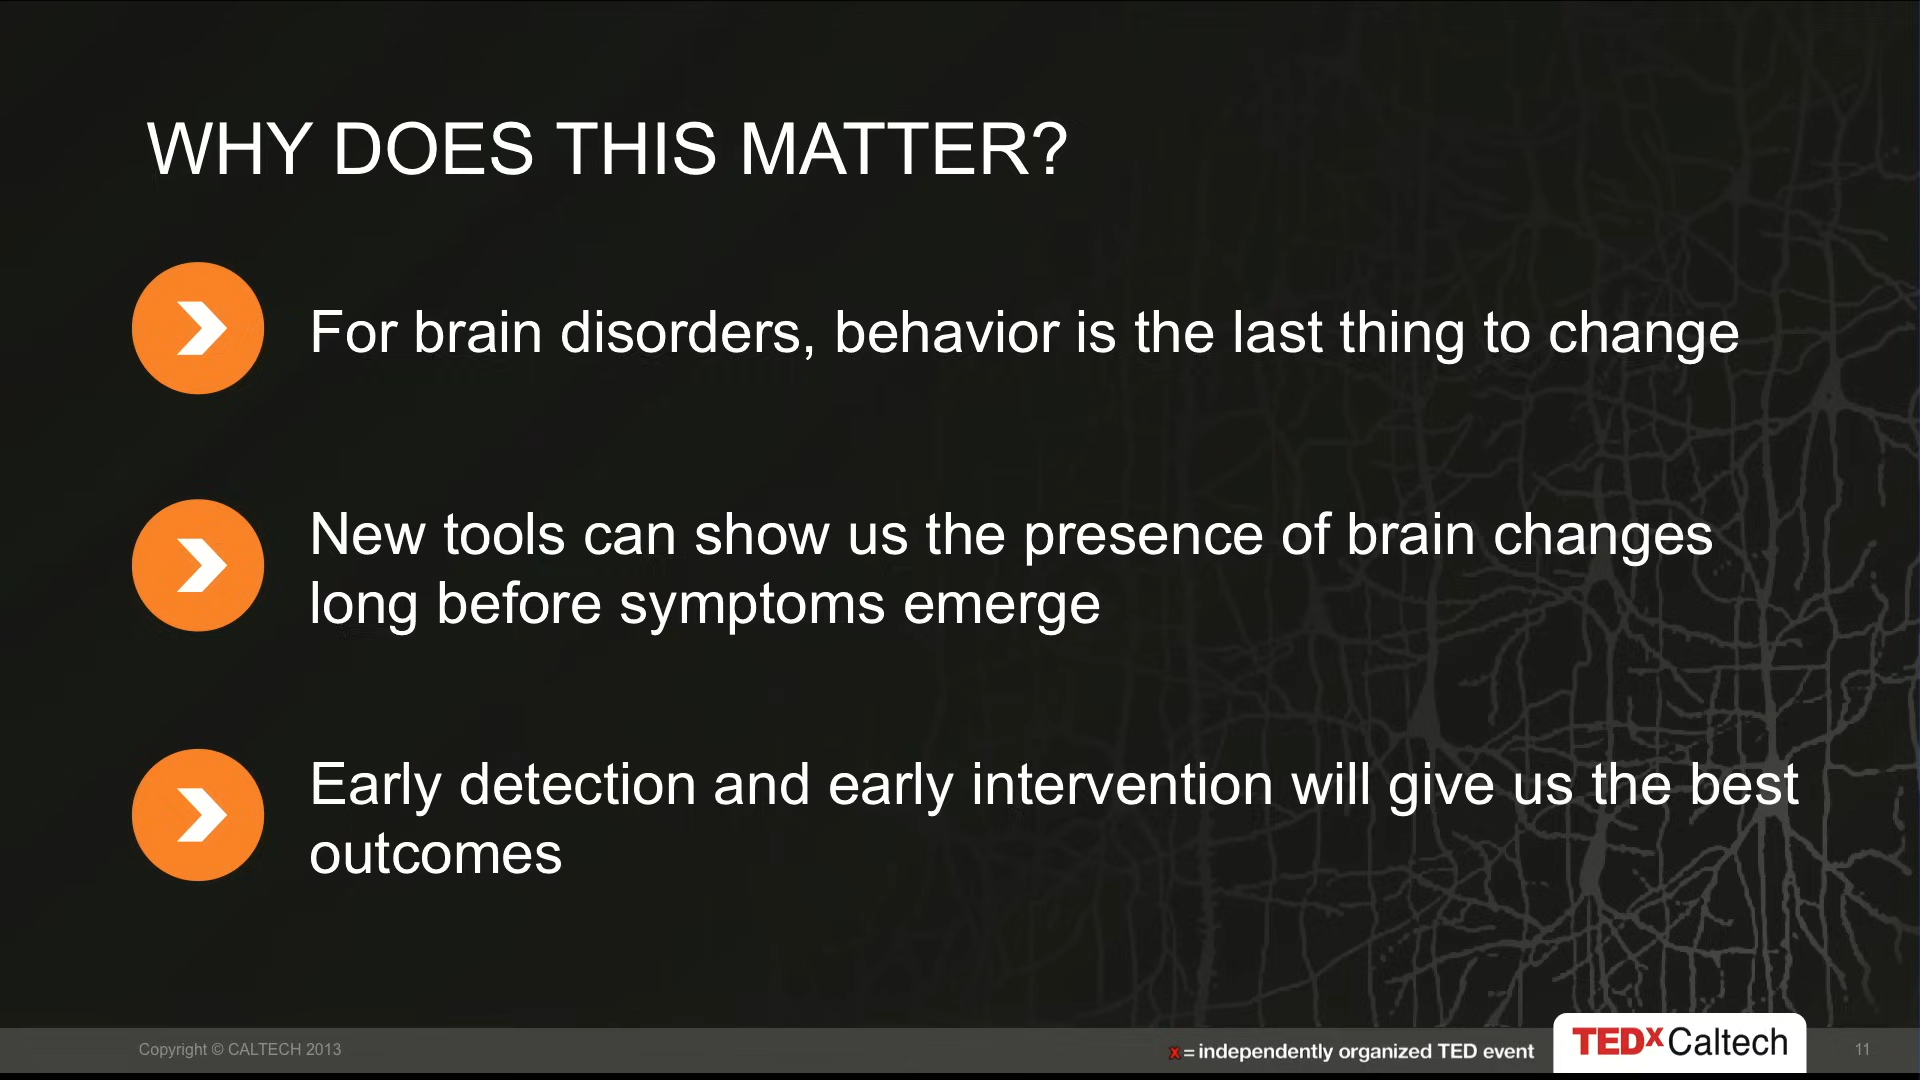 WHY DOES THIS MATTER?
For brain disorders, behavior is the last thing to change
New tools can show us the presence of brain changes
long before symptoms emerge
Early detection and early intervention will give us the best
outcomes
Copyright © CALTECH 2013
x = independently organized TED event
TEDxCaltech
11